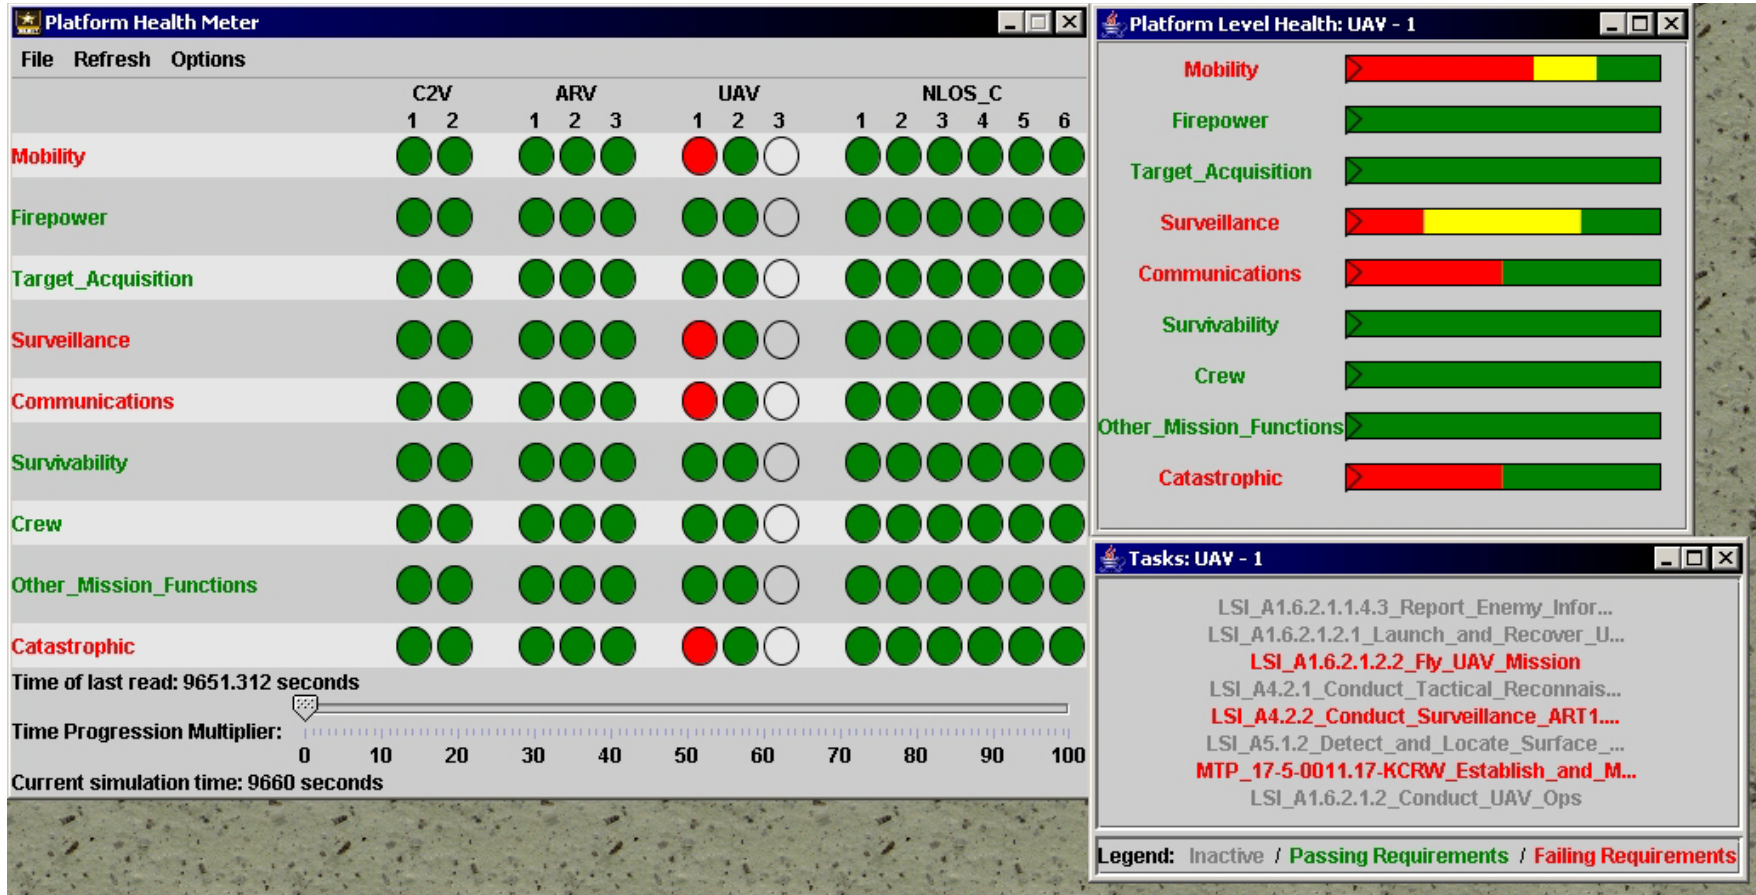 Platform Health Meter
File Refresh Options
C2V ARV UAV NLOS_C
1 2 1 2 3 1 2 3 1 2 3 4 5 6
Mobility
Firepower
Target_Acquisition
Surveillance
Communications
Survivability
Crew
Other_Mission_Functions
Catastrophic
Time of last read: 9651.312 seconds
Time Progression Multiplier:
0 10 20 30 40 50 60 70 80 90 100
Current simulation time: 9660 seconds
Platform Level Health: UAV - 1
Mobility
Firepower
Target_Acquisition
Surveillance
Communications
Survivability
Crew
Other_Mission_Functions
Catastrophic
Tasks: UAV - 1
LSI_A1.6.2.1.1.4.3_Report_Enemy_Infor...
LSI_A1.6.2.1.2.1_Launch_and_Recover_U...
LSI_A1.6.2.1.2.2_Fly_UAV_Mission
LSI_A4.2.1_Conduct_Tactical_Reconnais...
LSI_A4.2.2_Conduct_Surveillance_ART1....
LSI_A5.1.2_Detect_and_Locate_Surface_...
MTP_17-5-0011.17-KCRW_Establish_and_M...
LSI_A1.6.2.1.2_Conduct_UAV_Ops
Legend: Inactive / Passing Requirements / Failing Requirements